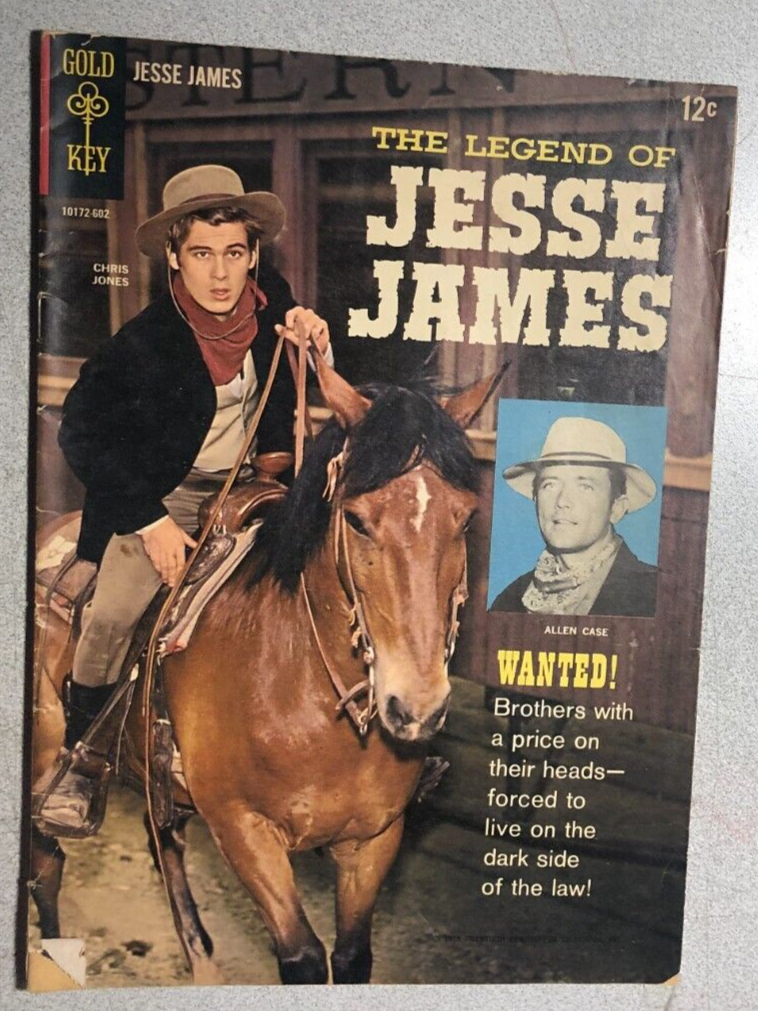 GOLD
KEY
JESSE JAMES
STERN
12¢
10172-602
THE LEGEND OF
JESSE
JAMES
CHRIS
JONES
ALLEN CASE
WANTED!
Brothers with
a price on
their heads—
forced to
live on the
dark side
of the law!